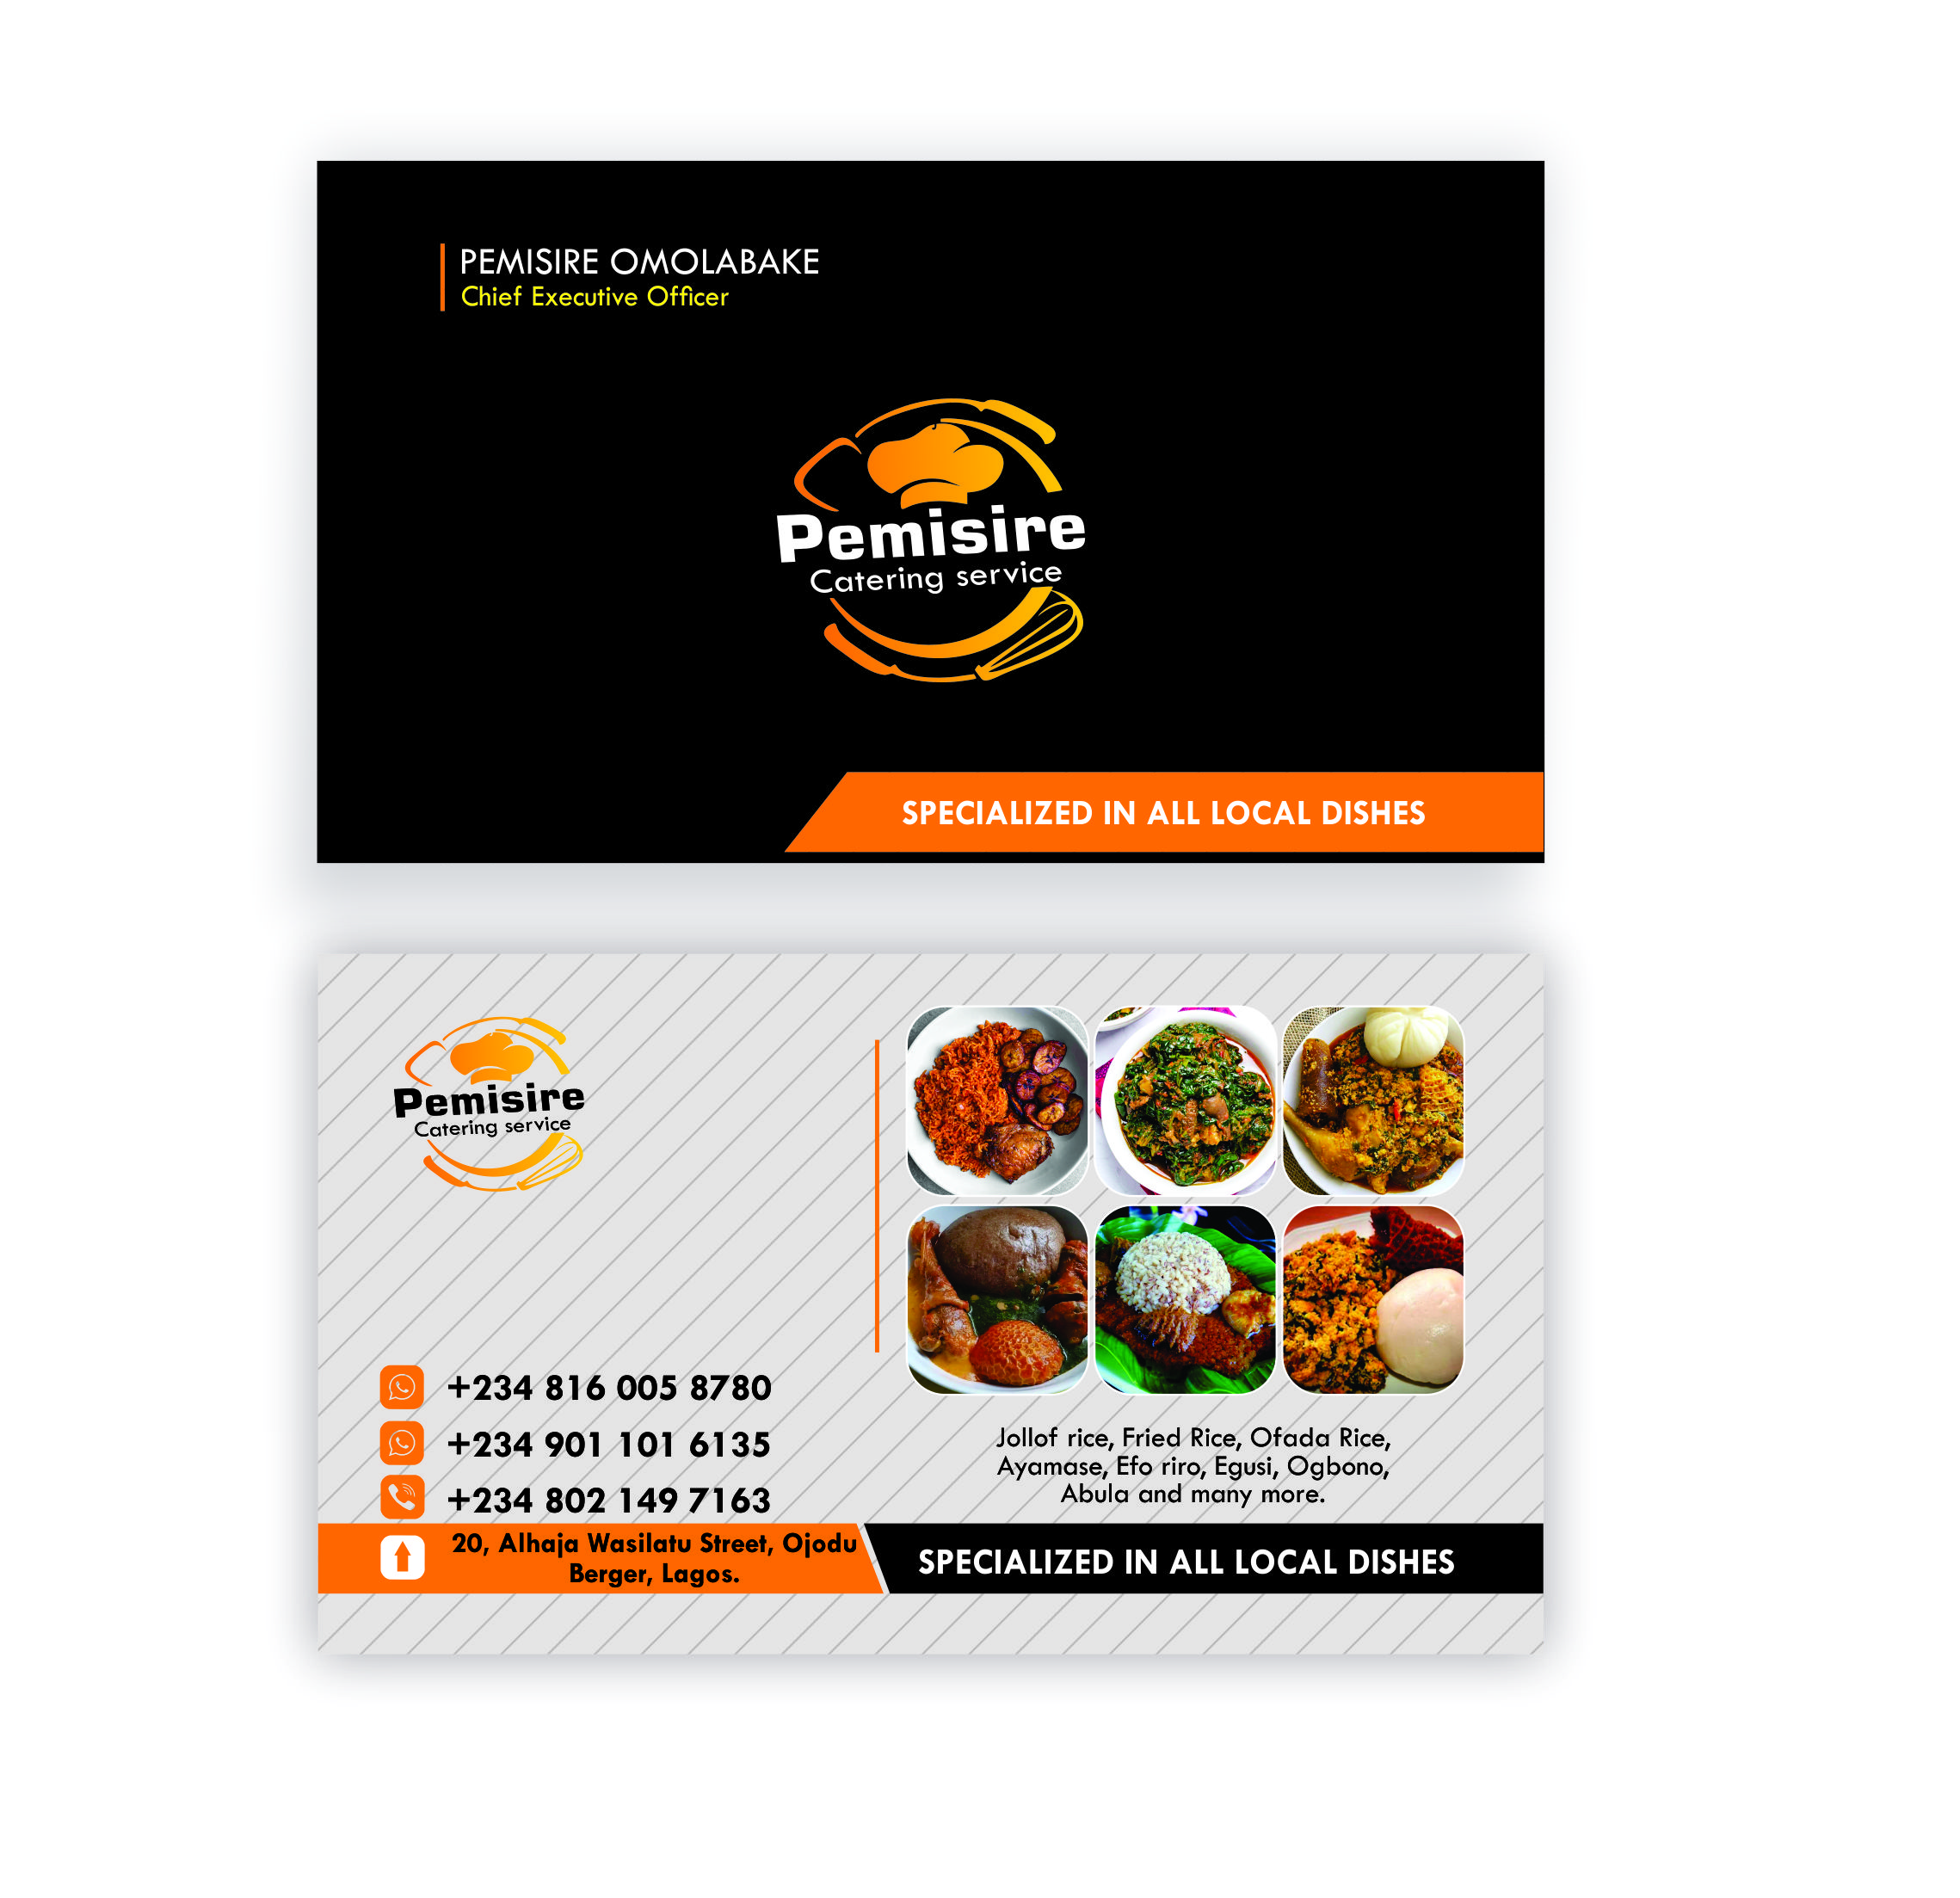 PEMISIRE OMOLABAKE
Chief Executive Officer
Pemisire
Catering service
SPECIALIZED IN ALL LOCAL DISHES
Pemisire
Catering service
+234 816 005 8780
+234 901 101 6135
+234 802 149 7163
20, Alhaja Wasilatu Street, Ojodu
Berger, Lagos.
Jollof rice, Fried Rice, Ofada Rice,
Ayamase, Efo riro, Egusi, Ogbono,
Abula and many more.
SPECIALIZED IN ALL LOCAL DISHES